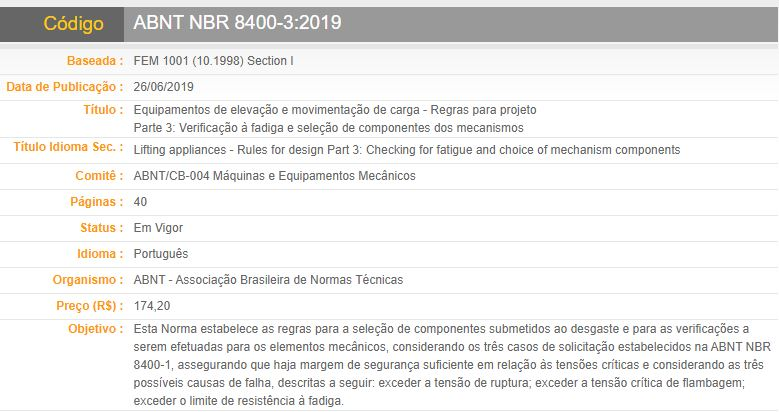 Código ABNT NBR 8400-3:2019
Baseada : FEM 1001 (10.1998) Section I
Data de Publicação : 26/06/2019
Título : Equipamentos de elevação e movimentação de carga - Regras para projeto
Parte 3: Verificação à fadiga e seleção de componentes dos mecanismos
Título Idioma Sec. : Lifting appliances - Rules for design Part 3: Checking for fatigue and choice of mechanism components
Comitê : ABNT/CB-004 Máquinas e Equipamentos Mecânicos
Páginas : 40
Status : Em Vigor
Idioma : Português
Organismo : ABNT - Associação Brasileira de Normas Técnicas
Preço (R$) : 174,20
Objetivo : Esta Norma estabelece as regras para a seleção de componentes submetidos ao desgaste e para as verificações a
serem efetuadas para os elementos mecânicos, considerando os três casos de solicitação estabelecidos na ABNT NBR
8400-1, assegurando que haja margem de segurança suficiente em relação às tensões críticas e considerando as três
possíveis causas de falha, descritas a seguir: exceder a tensão de ruptura; exceder a tensão crítica de flambagem;
exceder o limite de resistência à fadiga.